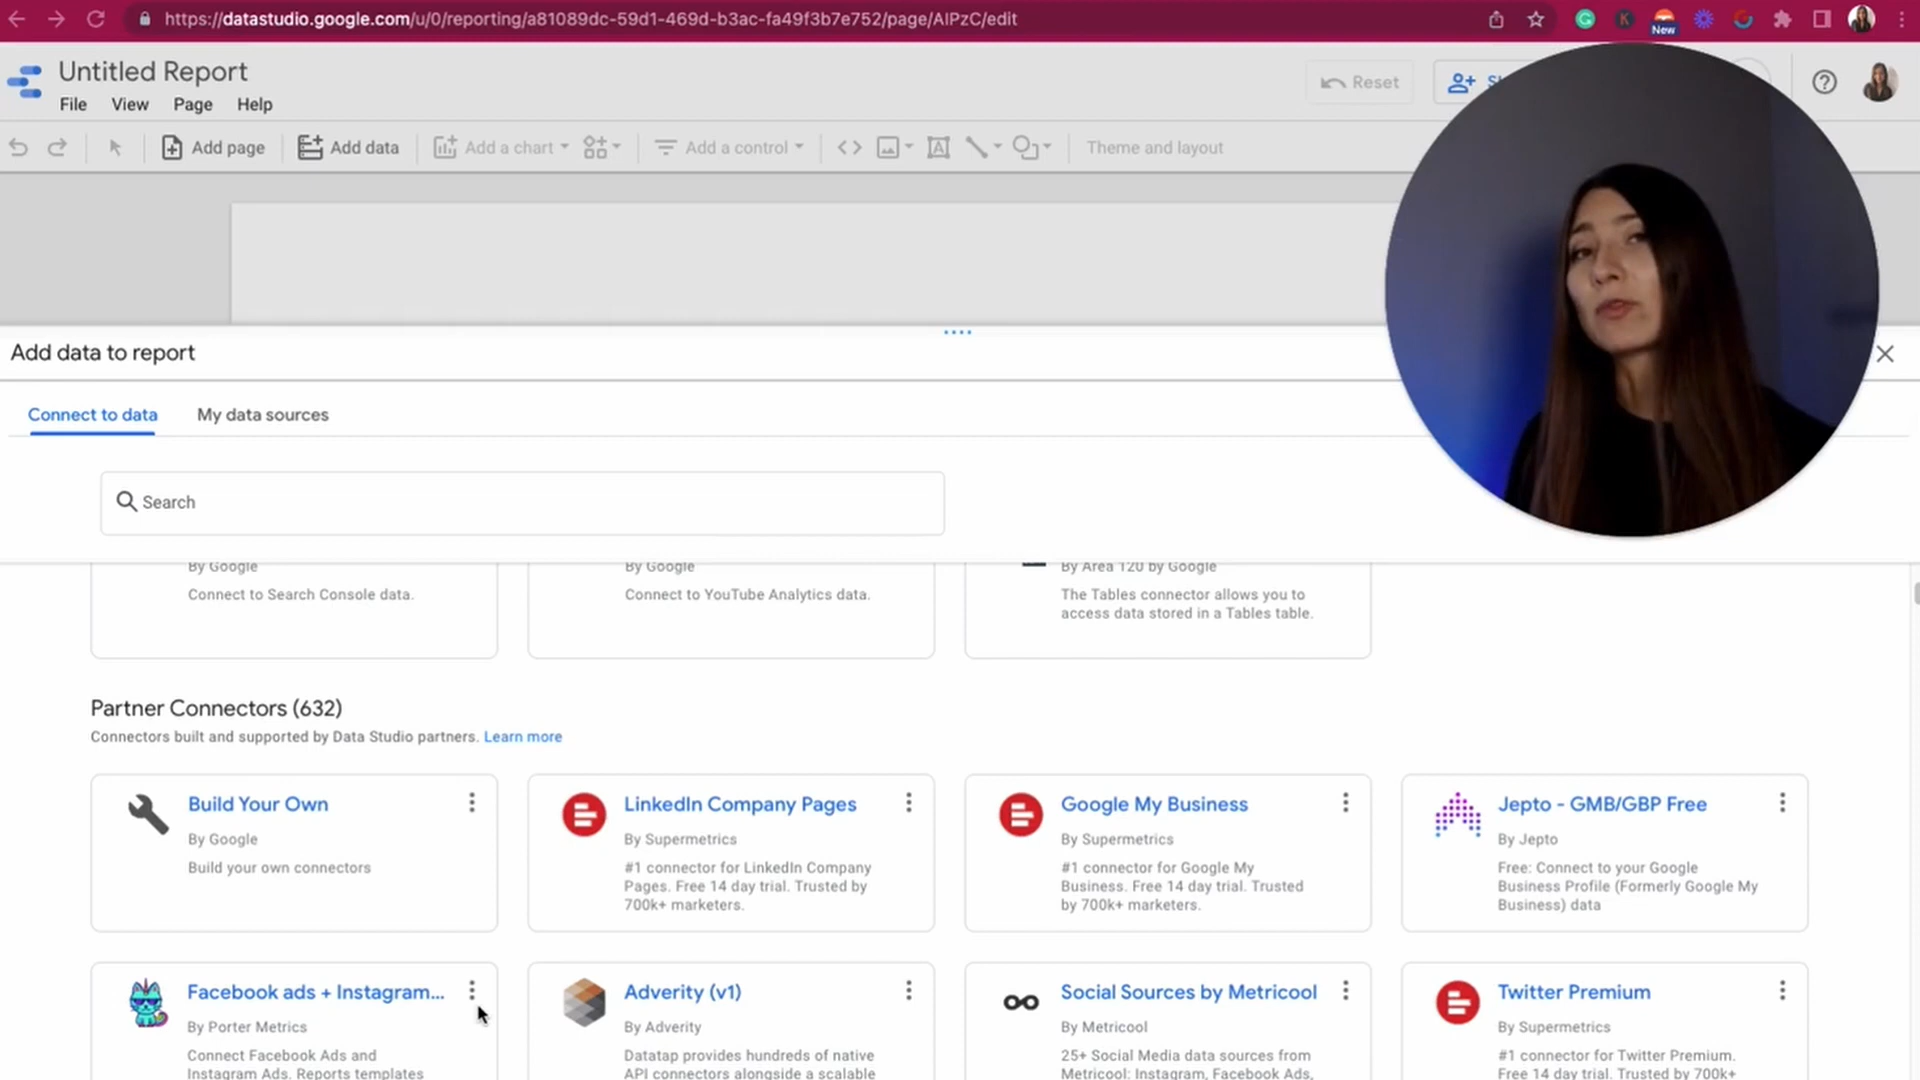 https://datastudio.google.com/u/0/reporting/a81089dc-59d1-469d-b3ac-fa49f3b7e752/page/AlPzC/edit
New
Untitled Report
File View Page Help
Reset
Add page Add data Add a chart Add a control Theme and layout
Add data to report
Connect to data My data sources
Search
By Google
Connect to Search Console data.
By Google
Connect to YouTube Analytics data.
By Area 120 by Google
The Tables connector allows you to
access data stored in a Tables table.
Partner Connectors (632)
Connectors built and supported by Data Studio partners. Learn more
Build Your Own
By Google
Build your own connectors
LinkedIn Company Pages
By Supermetrics
#1 connector for LinkedIn Company
Pages. Free 14 day trial. Trusted by
700k+ marketers.
Google My Business
By Supermetrics
#1 connector for Google My
Business. Free 14 day trial. Trusted
by 700k+ marketers.
Jepto - GMB/GBP Free
By Jepto
Free: Connect to your Google
Business Profile (Formerly Google My
Business) data
Facebook ads + Instagram...
By Porter Metrics
Connect Facebook Ads and
Instagram Ads. Reports templates
Adverity (v1)
By Adverity
Datatap provides hundreds of native
API connectors alongside a scalable
Social Sources by Metricool
By Metricool
25+ Social Media data sources from
Metricool: Instagram, Facebook Ads,
Twitter Premium
By Supermetrics
#1 connector for Twitter Premium.
Free 14 day trial. Trusted by 700k+